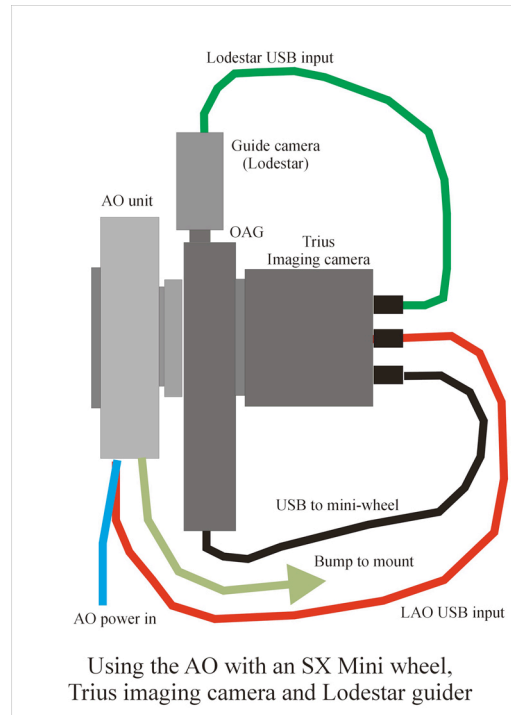 Lodestar USB input
Guide camera
(Lodestar)
AO unit
OAG
Trius
Imaging camera
USB to mini-wheel
Bump to mount
AO power in
LAO USB input
Using the AO with an SX Mini wheel,
Trius imaging camera and Lodestar guider